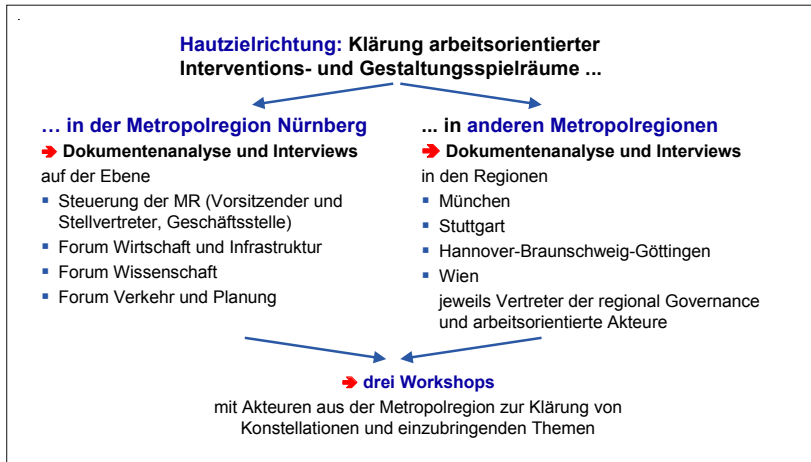 Hautzielrichtung: Klärung arbeitsorientierter
Interventions- und Gestaltungsspielräume ...
... in der Metropolregion Nürnberg
➔ Dokumentenanalyse und Interviews
auf der Ebene
▪ Steuerung der MR (Vorsitzender und
Stellvertreter, Geschäftsstelle)
▪ Forum Wirtschaft und Infrastruktur
▪ Forum Wissenschaft
▪ Forum Verkehr und Planung
... in anderen Metropolregionen
➔ Dokumentenanalyse und Interviews
in den Regionen
▪ München
▪ Stuttgart
▪ Hannover-Braunschweig-Göttingen
▪ Wien
jeweils Vertreter der regional Governance
und arbeitsorientierte Akteure
➔ drei Workshops
mit Akteuren aus der Metropolregion zur Klärung von
Konstellationen und einzubringenden Themen